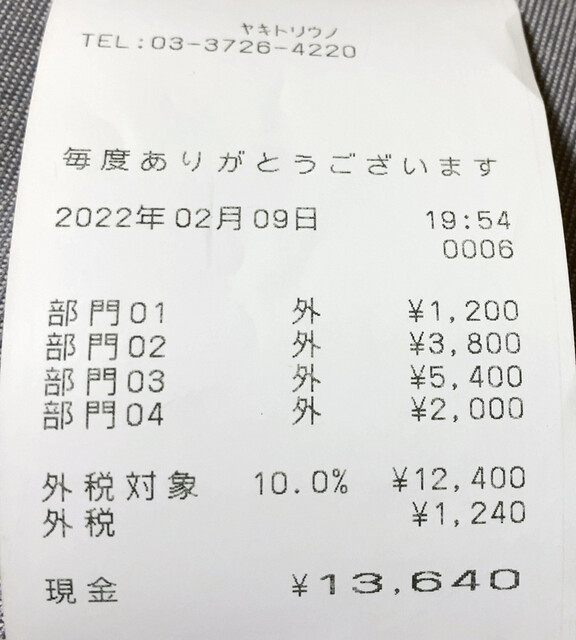 ヤキトリウノ
TEL:03-3726-4220
毎度ありがとうございます
2022年02月09日 19:54
0006
部門01 外 ¥1,200
部門02 外 ¥3,800
部門03 外 ¥5,400
部門04 外 ¥2,000
外税対象 10.0% ¥12,400
外税 ¥1,240
現金 ¥13,640